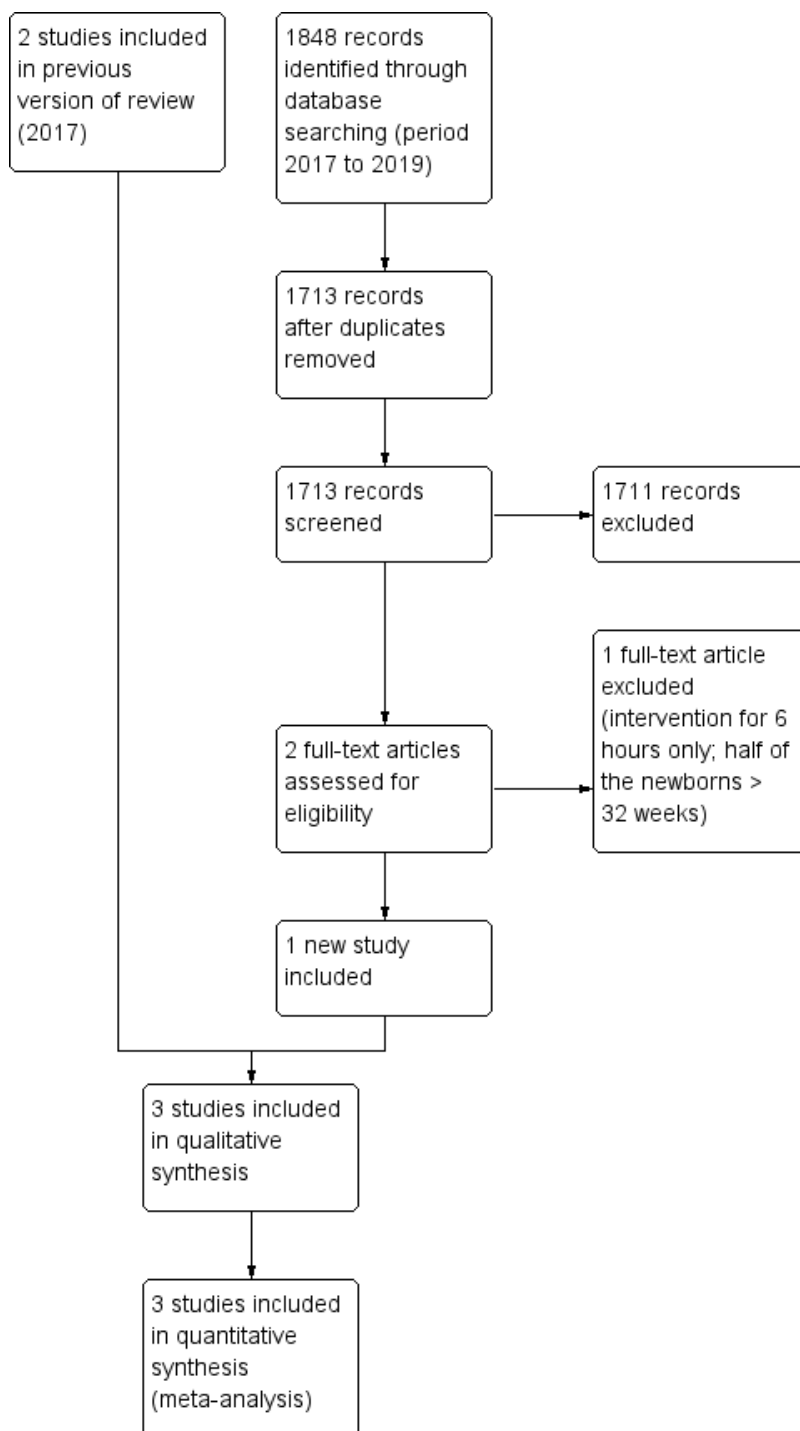 2 studies included
in previous
version of review
(2017)
1848 records
identified through
database
searching (period
2017 to 2019)
1713 records
after duplicates
removed
1713 records
screened
1711 records
excluded
2 full-text articles
assessed for
eligibility
1 full-text article
excluded
(intervention for 6
hours only; half of
the newborns >
32 weeks)
1 new study
included
3 studies included
in qualitative
synthesis
3 studies included
in quantitative
synthesis
(meta-analysis)